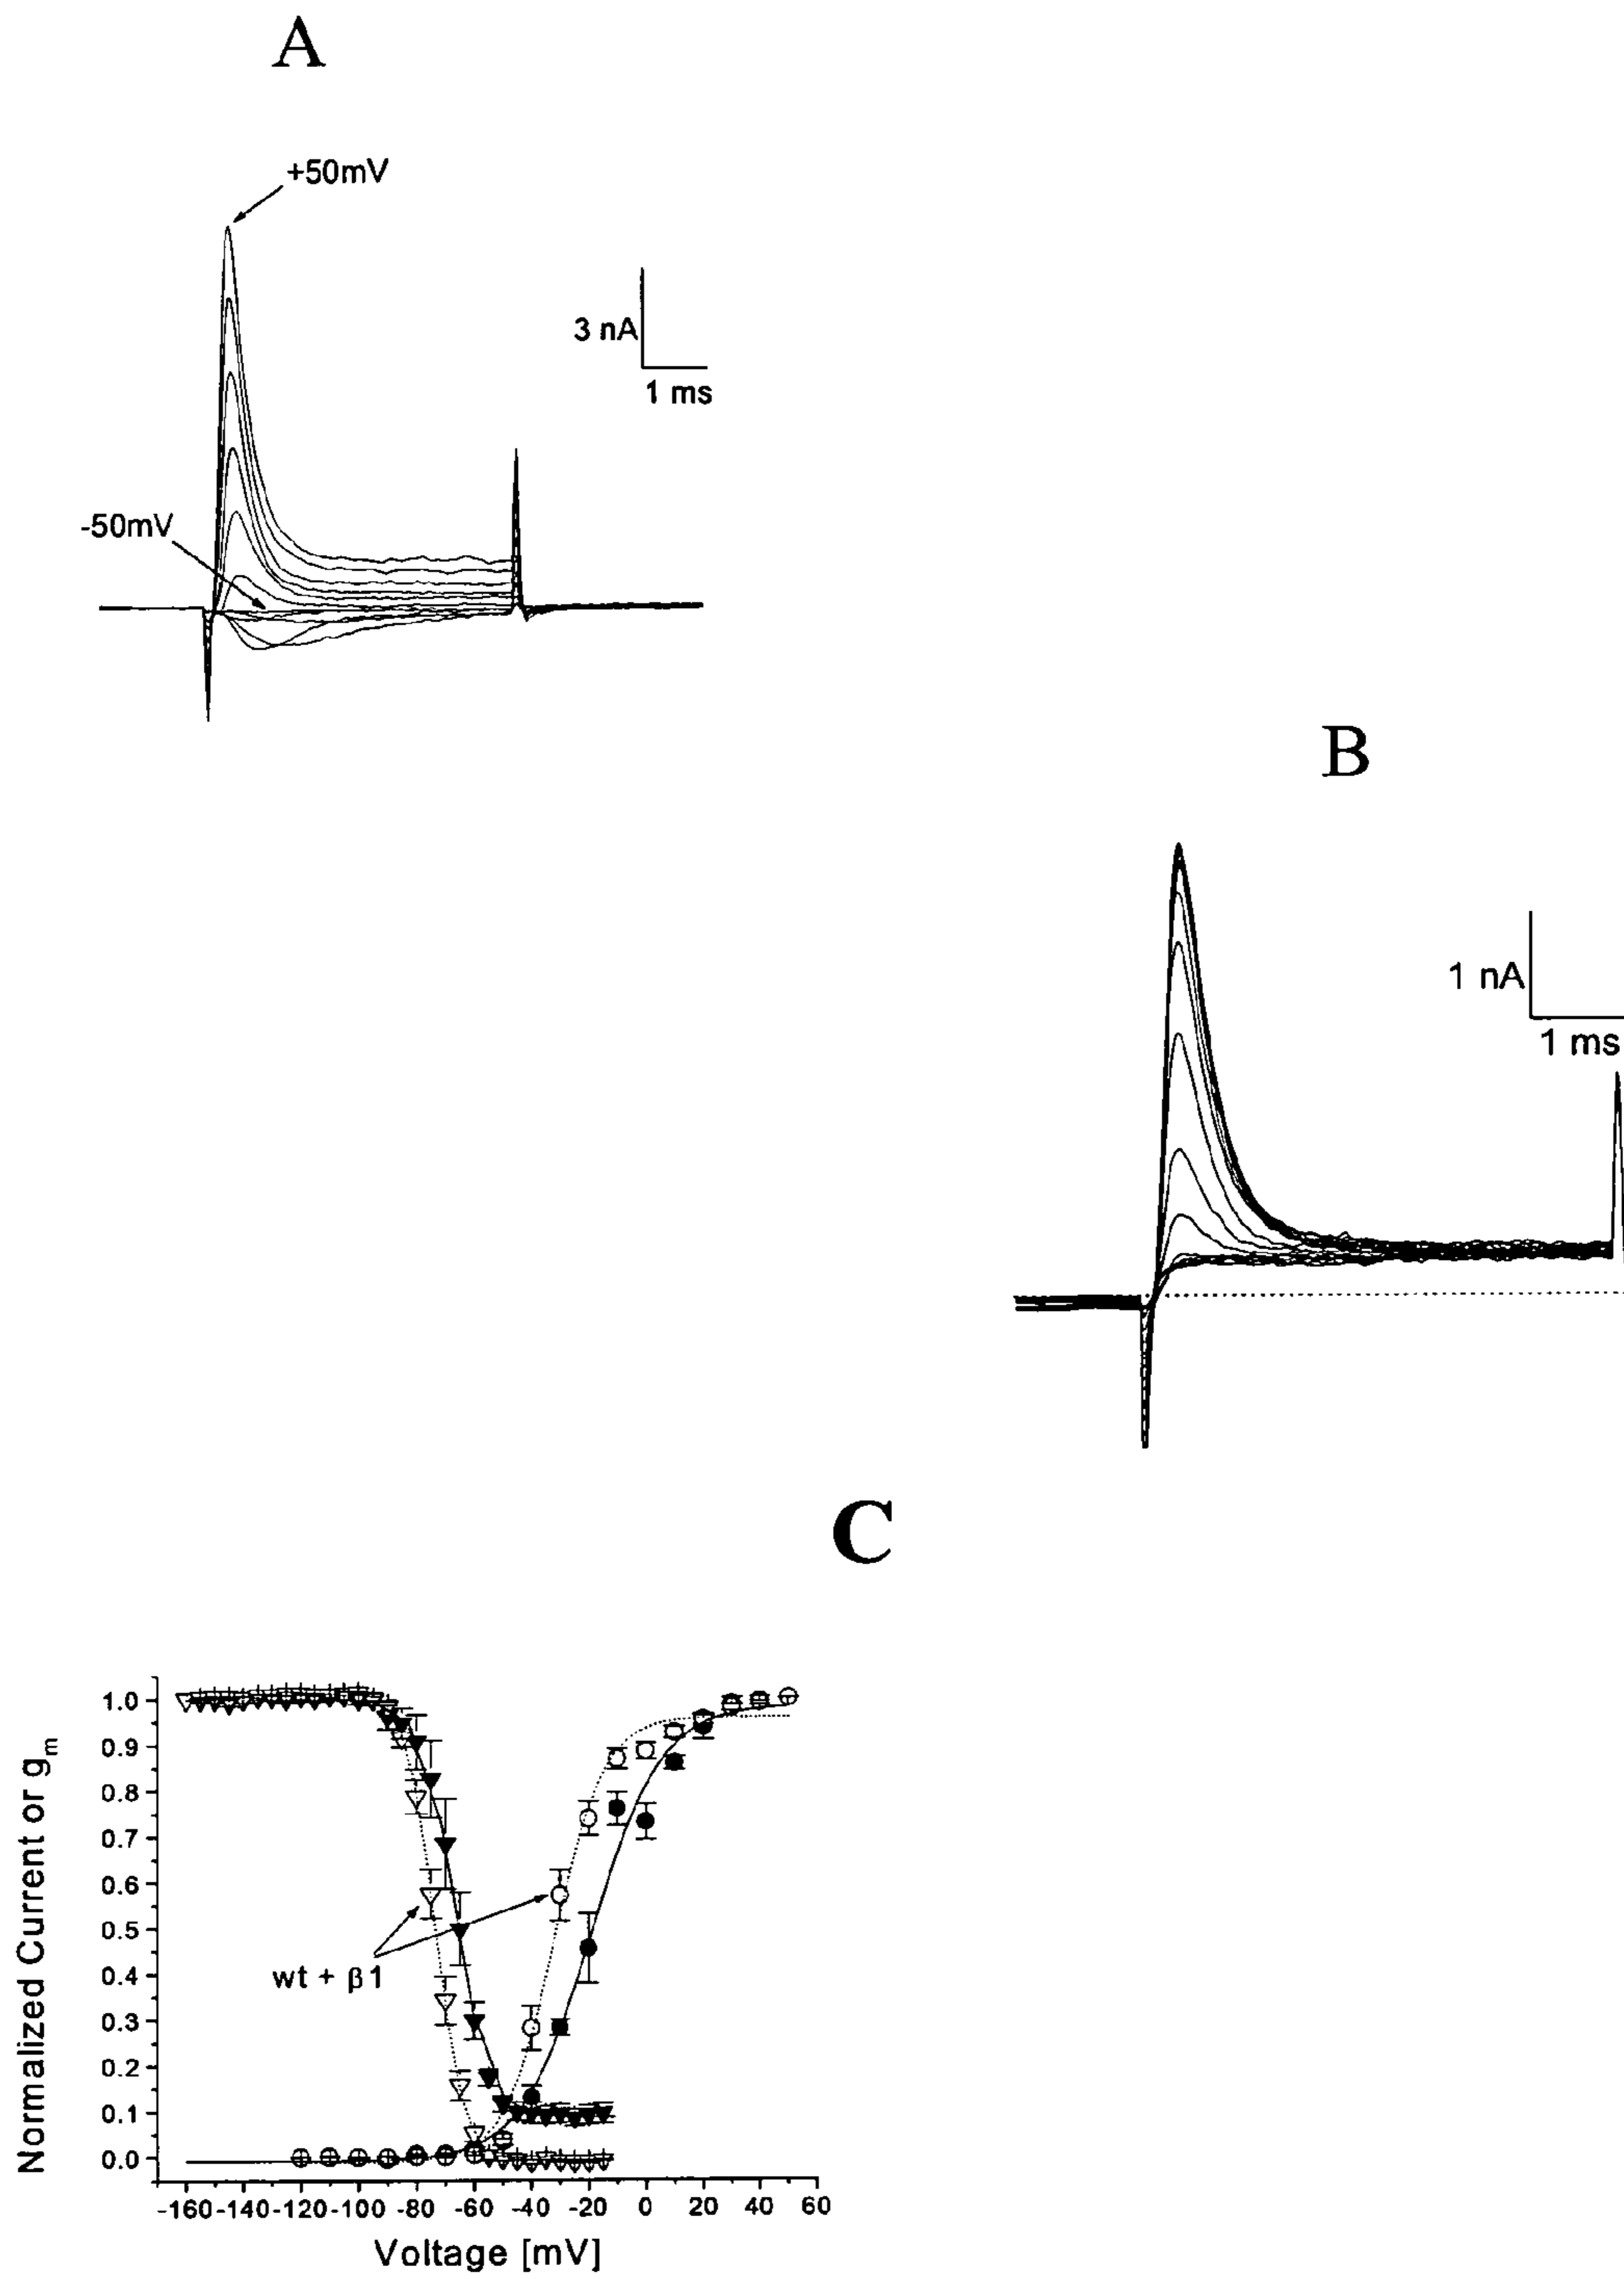 A
+50mV
3 nA
1 ms
-50mV
B
1 nA
1 ms
C
Normalized Current or gm
1.0
0.9
0.8
0.7
0.6
0.5
0.4
0.3
0.2
0.1
0.0
wt + β1
-160 -140 -120 -100 -80 -60 -40 -20 0 20 40 60
Voltage [mV]